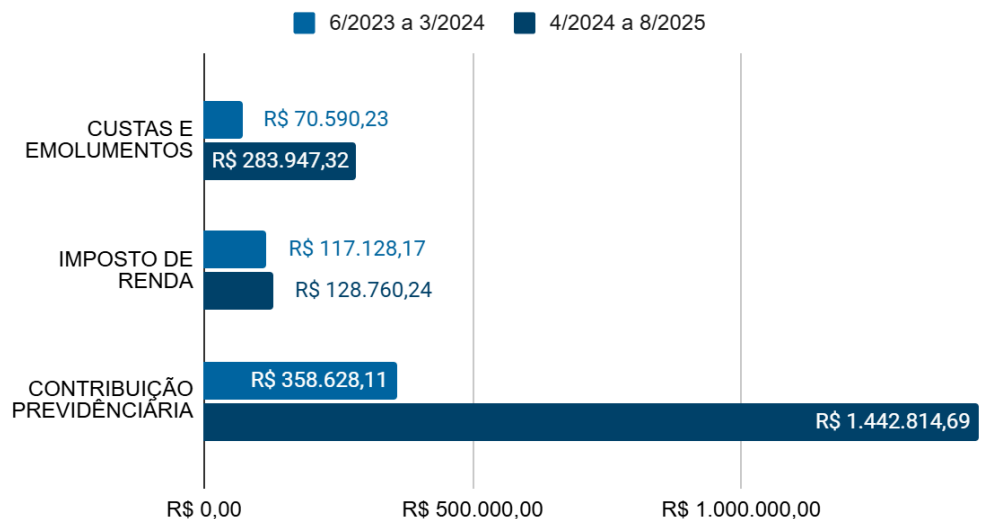 6/2023 a 3/2024
4/2024 a 8/2025
CUSTAS E
EMOLUMENTOS
R$ 70.590,23
R$ 283.947,32
IMPOSTO DE
RENDA
R$ 117.128,17
R$ 128.760,24
CONTRIBUIÇÃO
PREVIDÊNCIÁRIA
R$ 358.628,11
R$ 1.442.814,69
R$ 0,00
R$ 500.000,00
R$ 1.000.000,00